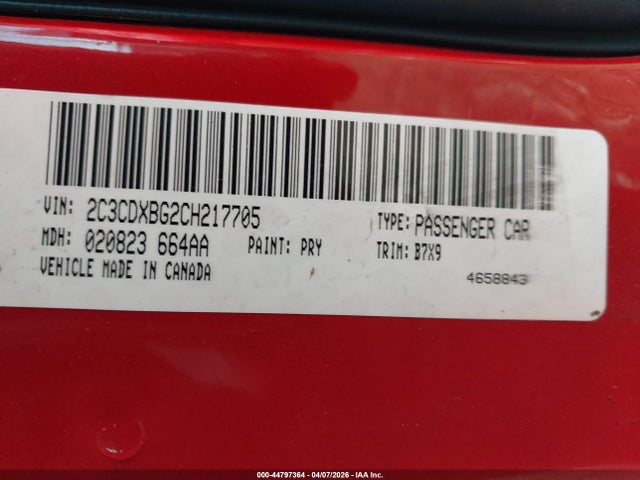 VIN: 2C3CDXBG2CH217705 TYPE: PASSENGER CAR
MDH: 020823 664AA PAINT: PRY TRIM: B7X9
VEHICLE MADE IN CANADA 4658843
000-44797364 | 04/07/2026 | IAA Inc.